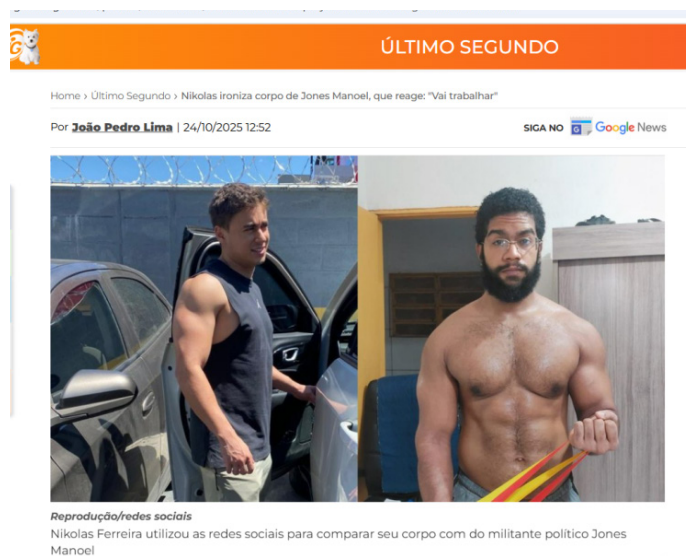 ÚLTIMO SEGUNDO
Home › Último Segundo › Nikolas ironiza corpo de Jones Manoel, que reage: "Vai trabalhar"
Por João Pedro Lima | 24/10/2025 12:52
SIGA NO Google News
Reprodução/redes sociais
Nikolas Ferreira utilizou as redes sociais para comparar seu corpo com do militante político Jones
Manoel